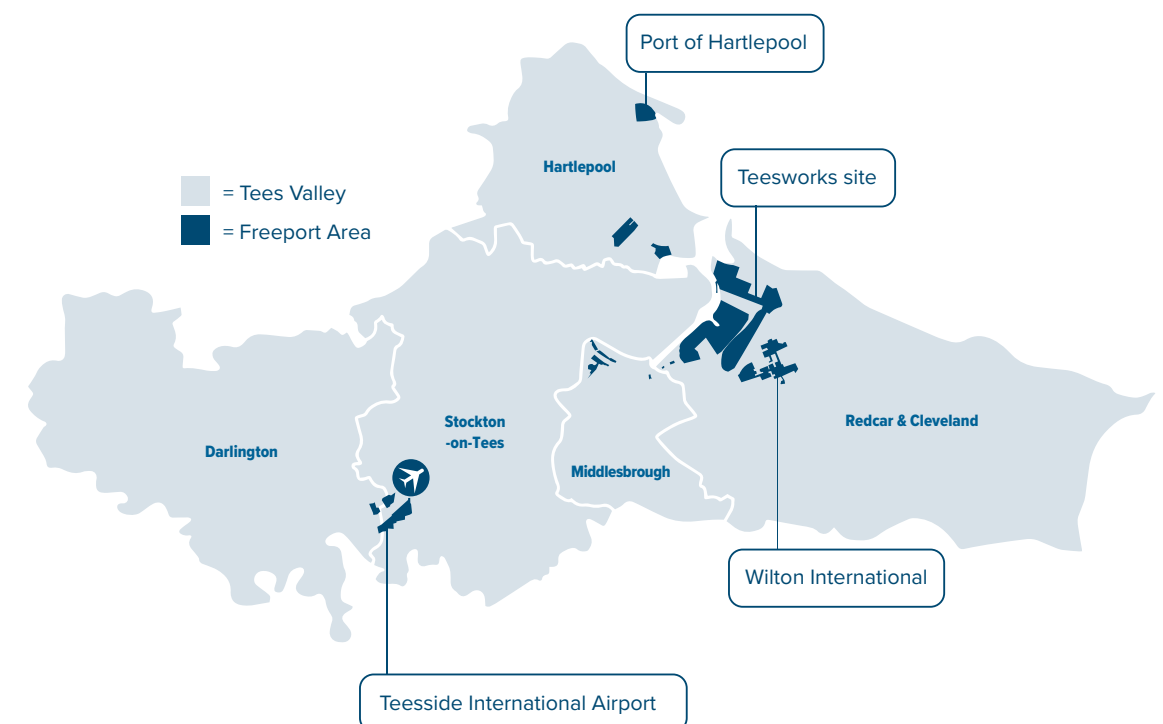 Port of Hartlepool
Hartlepool
Teesworks site
= Tees Valley
= Freeport Area
Stockton
-on-Tees
Redcar & Cleveland
Darlington
Middlesbrough
Wilton International
Teesside International Airport